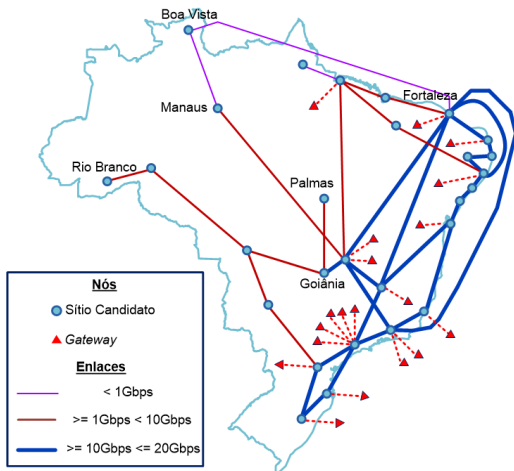 Boa Vista
Fortaleza
Manaus
Rio Branco
Palmas
Goiânia
Nós
Sítio Candidato
Gateway
Enlaces
< 1Gbps
>= 1Gbps < 10Gbps
>= 10Gbps <= 20Gbps